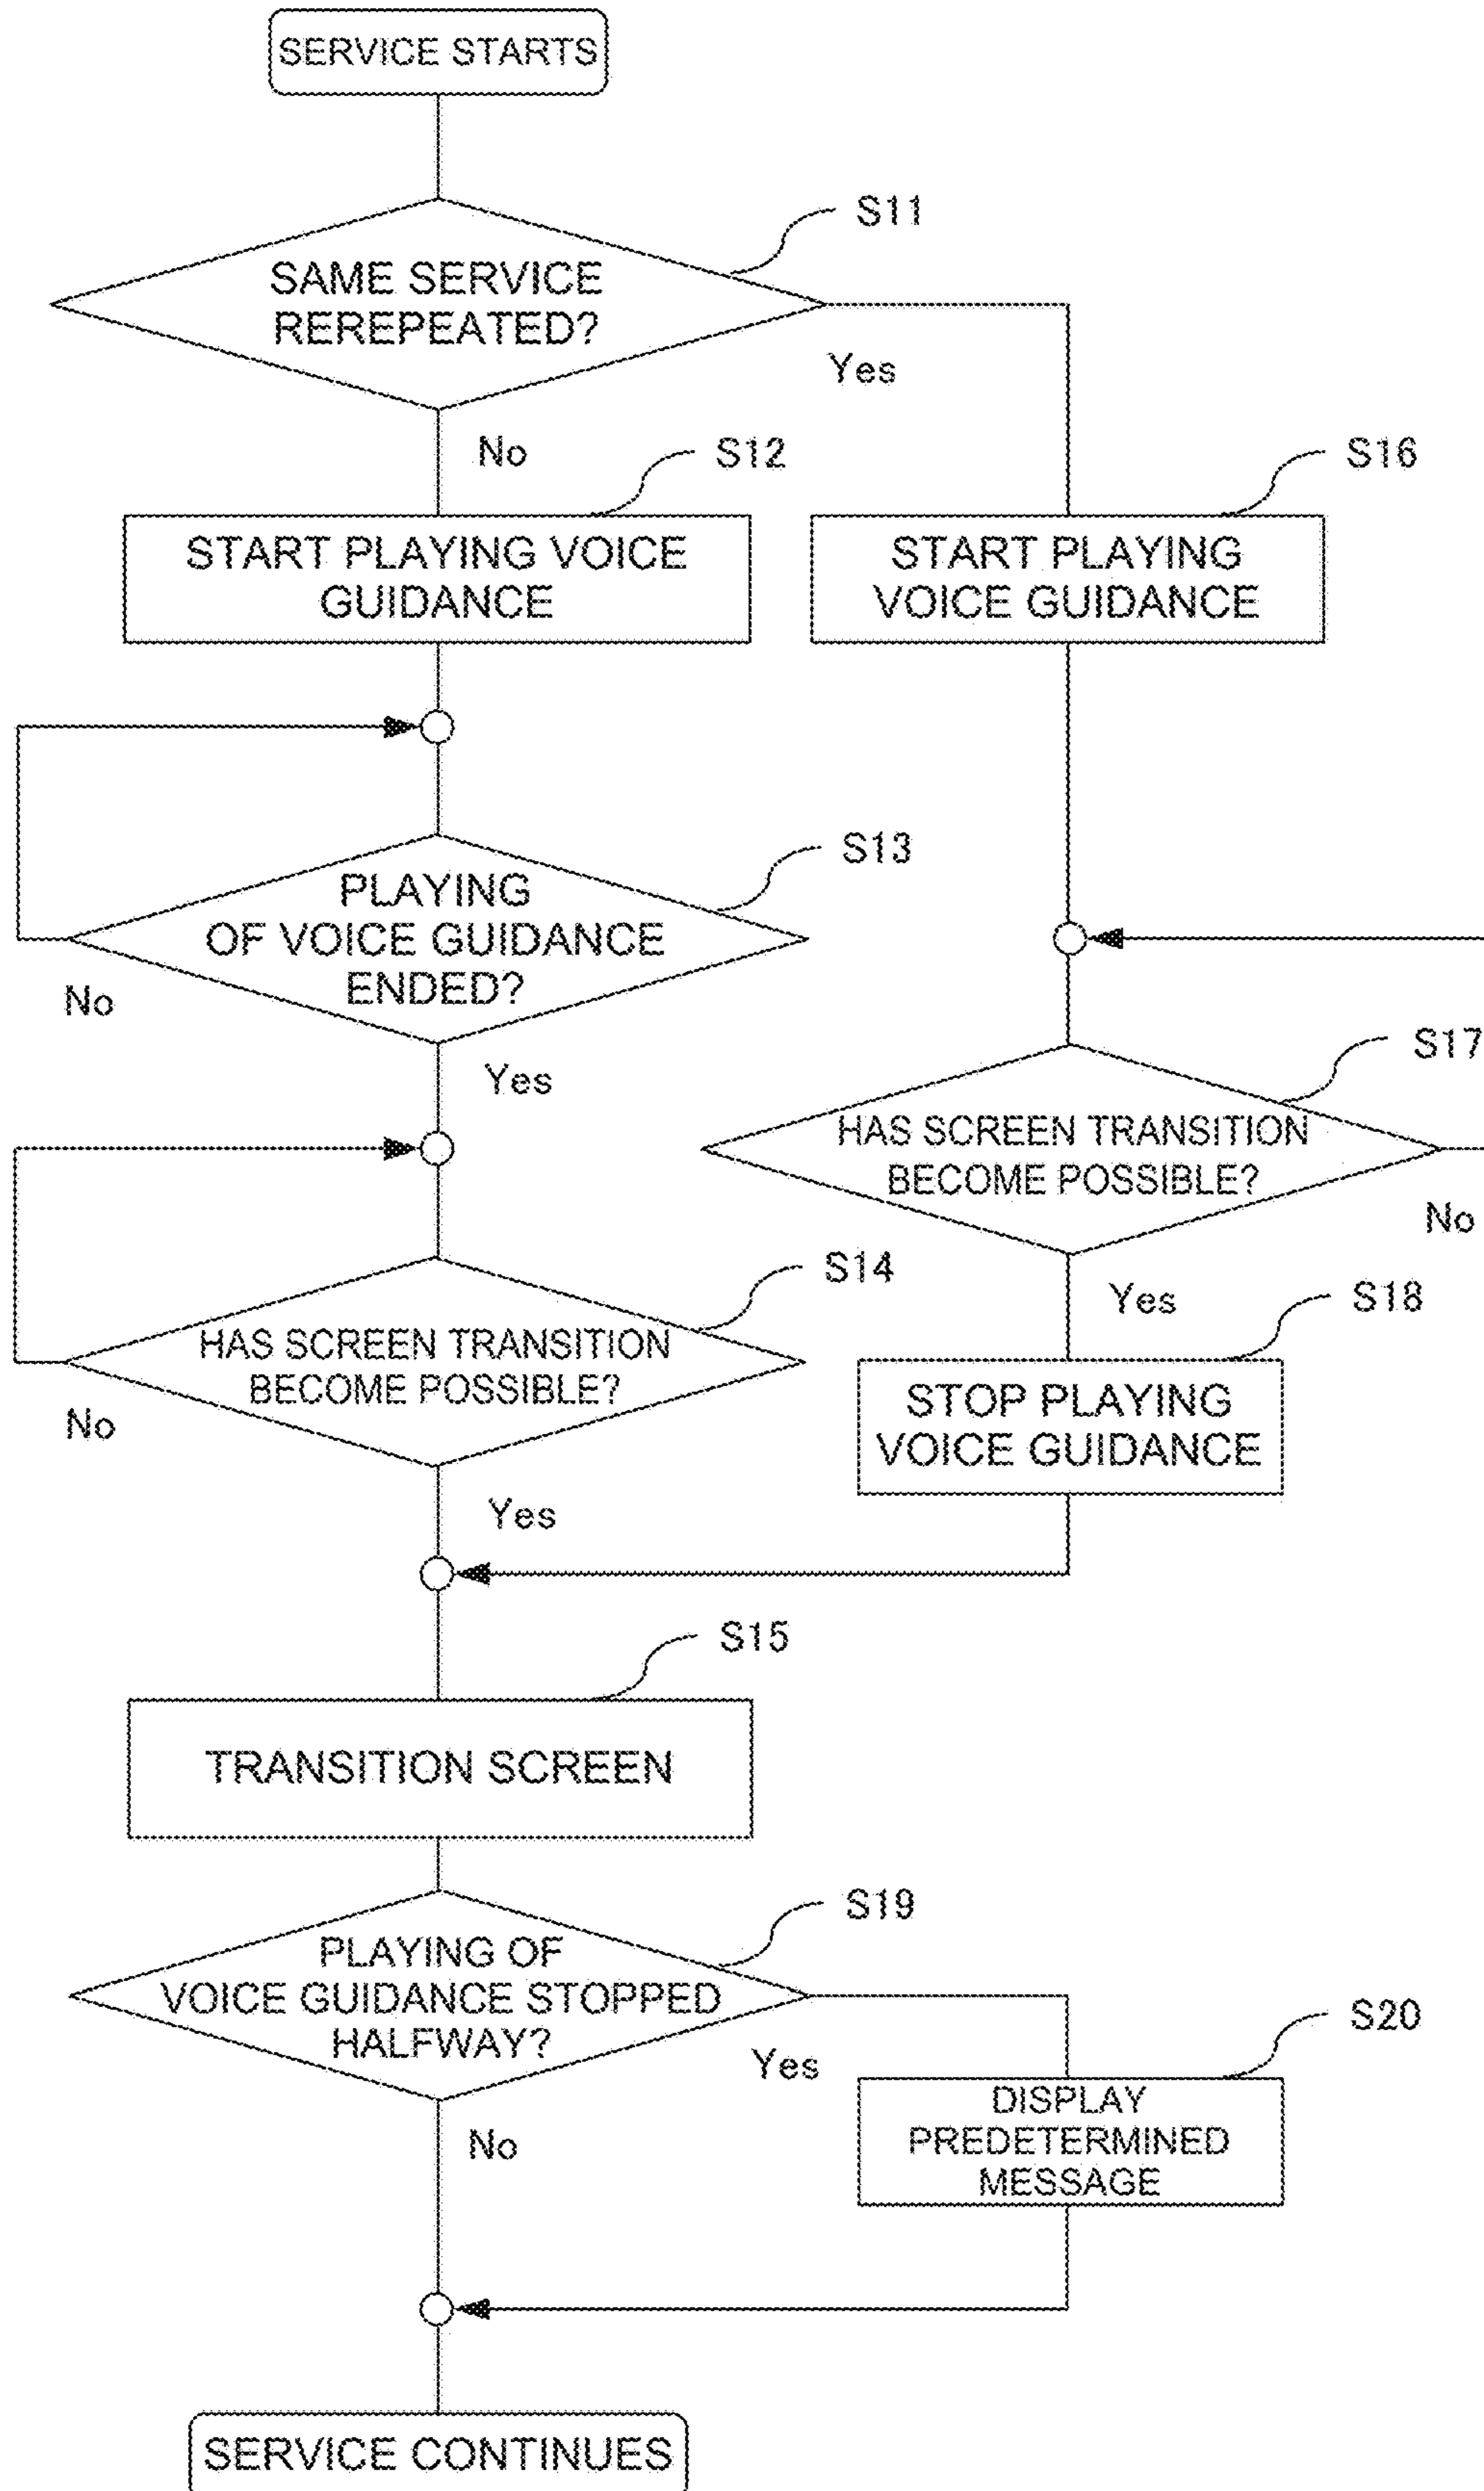 SERVICE STARTS
S11
SAME SERVICE
REREPEATED?
Yes
No
S12
S16
START PLAYING VOICE
GUIDANCE
START PLAYING
VOICE GUIDANCE
S13
PLAYING
OF VOICE GUIDANCE
ENDED?
No
Yes
S17
HAS SCREEN TRANSITION
BECOME POSSIBLE?
No
Yes
S14
HAS SCREEN TRANSITION
BECOME POSSIBLE?
No
Yes
S18
STOP PLAYING
VOICE GUIDANCE
S15
TRANSITION SCREEN
S19
PLAYING OF
VOICE GUIDANCE STOPPED
HALFWAY?
Yes
No
S20
DISPLAY
PREDETERMINED
MESSAGE
SERVICE CONTINUES